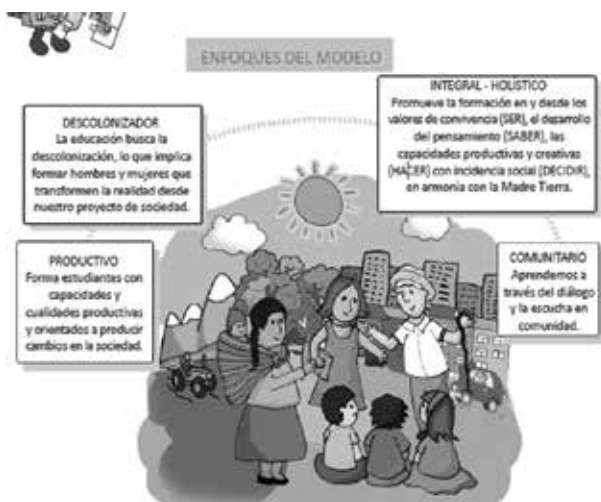 ENFOQUES DEL MODELO
DESCOLONIZADOR
La educación busca la
descolonización, lo que implica
formar hombres y mujeres que
transformen la realidad desde
nuestro proyecto de sociedad.
INTEGRAL - HOLÍSTICO
Promueve la formación en y desde los
valores de convivencia (SER), el desarrollo
del pensamiento (SABER), las
capacidades productivas y creativas
(HACER) con incidencia social (DECIDIR),
en armonía con la Madre Tierra.
PRODUCTIVO
Forma estudiantes con
capacidades y
cualidades productivas
y orientados a producir
cambios en la sociedad.
COMUNITARIO
Aprendemos a
través del diálogo
y la escucha en
comunidad.